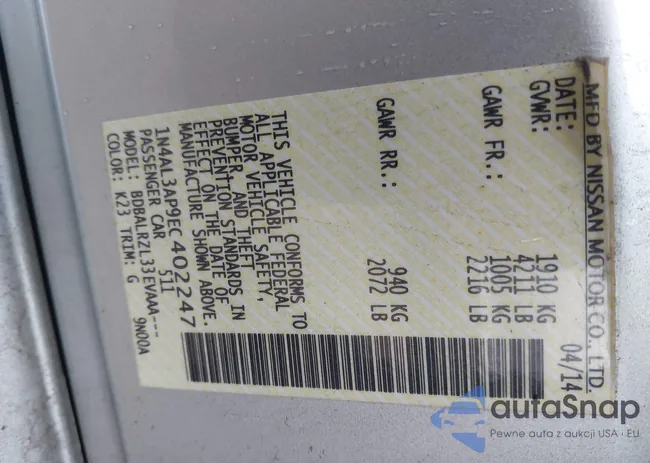 MFD BY NISSAN MOTOR CO., LTD.
DATE: 04/14
GVWR: 1910 KG
4211 LB
GAWR FR.: 1005 KG
2216 LB
GAWR RR.: 940 KG
2072 LB
THIS VEHICLE CONFORMS TO
ALL APPLICABLE FEDERAL
MOTOR VEHICLE SAFETY,
BUMPER, AND THEFT
PREVENTION STANDARDS IN
EFFECT ON THE DATE OF
MANUFACTURE SHOWN ABOVE.
1N4AL3AP9EC402247
PASSENGER CAR 511
MODEL: BDBALRZL33EVAAA---
COLOR: K23 TRIM: G 9N00A
autaSnap
Pewne auta z aukcji USA · EU